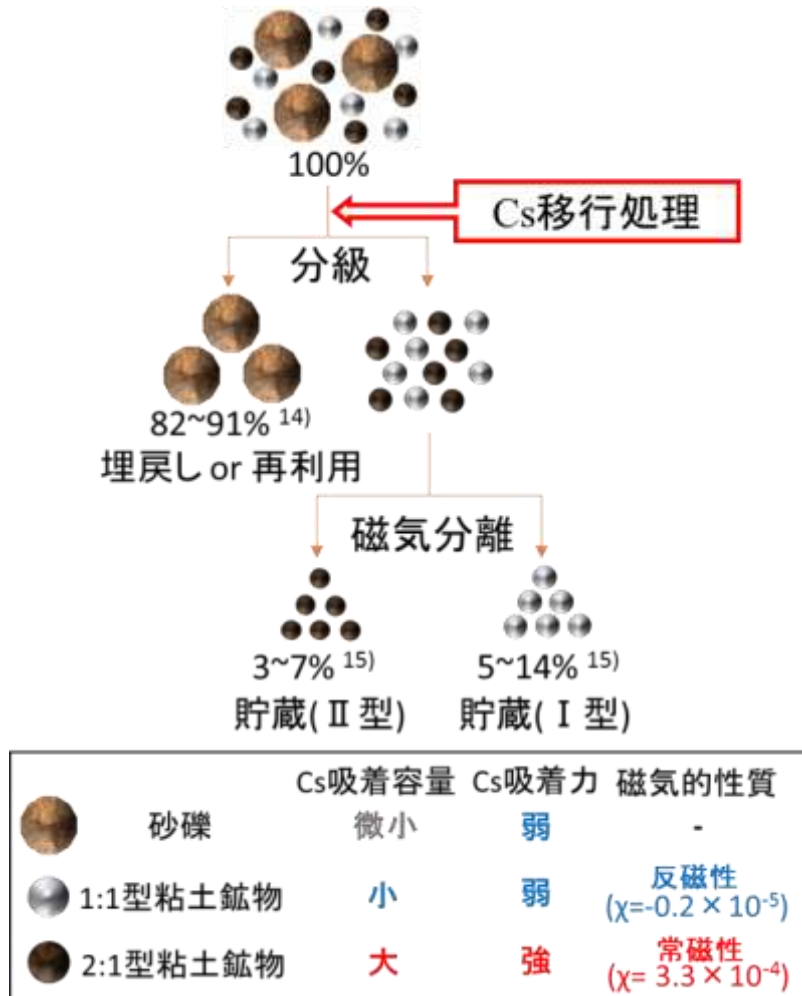 100%
Cs移行処理
分級
82~91% 14)
埋戻し or 再利用
磁気分離
3~7% 15)
5~14% 15)
貯蔵(Ⅱ型)
貯蔵(Ⅰ型)
Cs吸着容量 Cs吸着力 磁気的性質
砂礫 微小 弱 -
1:1型粘土鉱物 小 弱 反磁性
(χ=-0.2 × 10-5)
2:1型粘土鉱物 大 強 常磁性
(χ= 3.3 × 10-4)